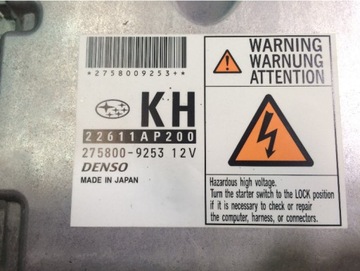 *2758009253+*
KH
22611AP200
275800-9253 12V
DENSO
MADE IN JAPAN
WARNING
WARNUNG
ATTENTION
Hazardous high voltage.
Turn the starter switch to the LOCK position
if it is necessary to check or repair
the computer, harness, or connectors.